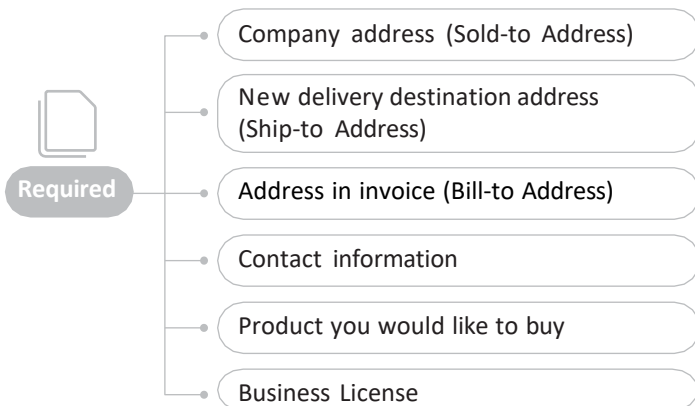 Company address (Sold-to Address)
New delivery destination address
(Ship-to Address)
Required
Address in invoice (Bill-to Address)
Contact information
Product you would like to buy
Business License